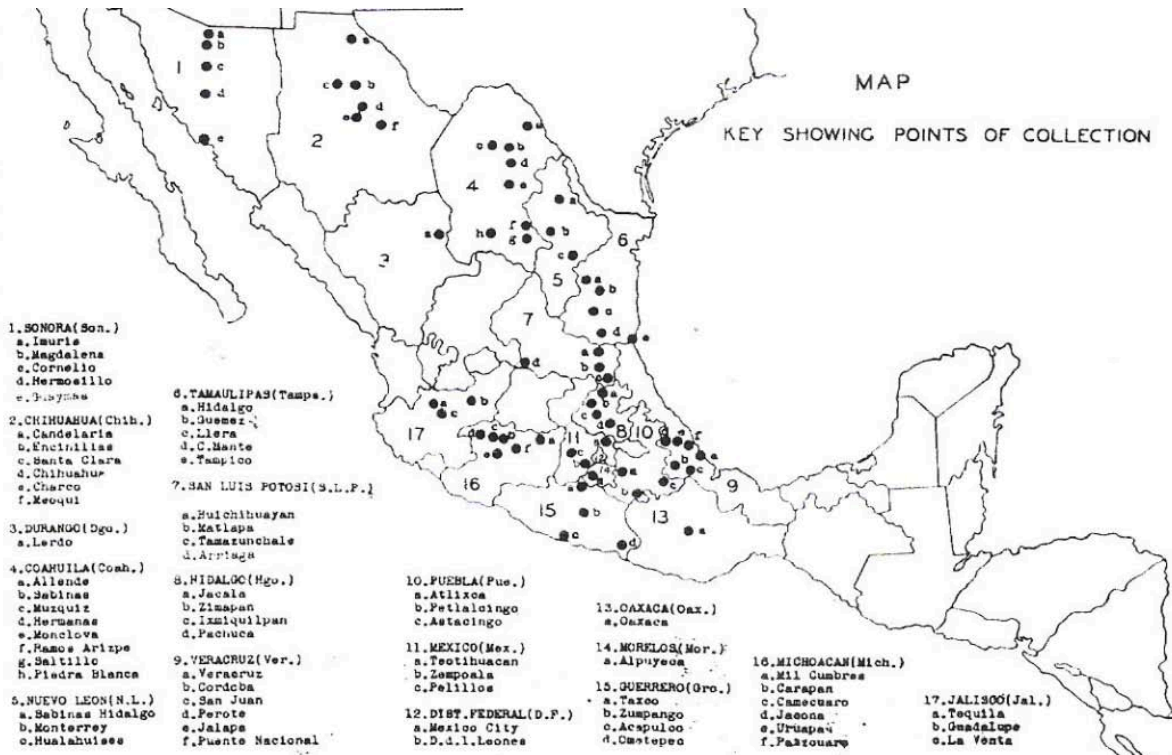 MAP
KEY SHOWING POINTS OF COLLECTION
1.SONORA(Son.)
a.Imuris
b.Magdalena
c.Cornelio
d.Hermosillo
e.Guaymas
2.CHIHUAHUA(Chih.)
a.Candelaria
b.Encinillas
c.Santa Clara
d.Chihuahua
e.Charco
f.Meoqui
3.DURANGO(Dgo.)
a.Lerdo
4.COAHUILA(Coah.)
a.Allende
b.Sabinas
c.Muzquiz
d.Hermanas
e.Monclova
f.Ramos Arizpe
g.Saltillo
h.Piedra Blanca
5.NUEVO LEON(N.L.)
a.Sabinas Hidalgo
b.Monterrey
c.Hualahuises
6.TAMAULIPAS(Tamps.)
a.Hidalgo
b.Guemez
c.Llera
d.C.Mante
e.Tampico
7.SAN LUIS POTOSI(S.L.P.)
a.Huichihuayan
b.Matlapa
c.Tamazunchale
d.Arriaga
8.HIDALGO(Hgo.)
a.Jacala
b.Zimapan
c.Ixmiquilpan
d.Pachuca
9.VERACRUZ(Ver.)
a.Veracruz
b.Cordoba
c.San Juan
d.Perote
e.Jalapa
f.Puente Nacional
10.PUEBLA(Pue.)
a.Atlixca
b.Petlalcingo
c.Astacingo
11.MEXICO(Mex.)
a.Teotihuacan
b.Zempoala
c.Pelillos
12.DIST.FEDERAL(D.F.)
a.Mexico City
b.D.d.l.Leones
13.OAXACA(Oax.)
a.Oaxaca
14.MORELOS(Mor.)
a.Alpuyeca
15.GUERRERO(Gro.)
a.Taxco
b.Zumpango
c.Acapulco
d.Ometepec
16.MICHOACAN(Mich.)
a.Mil Cumbres
b.Carapan
c.Camecuaro
d.Jacona
e.Uruapan
f.Patzcuaro
17.JALISCO(Jal.)
a.Tequila
b.Guadalupe
c.La Venta